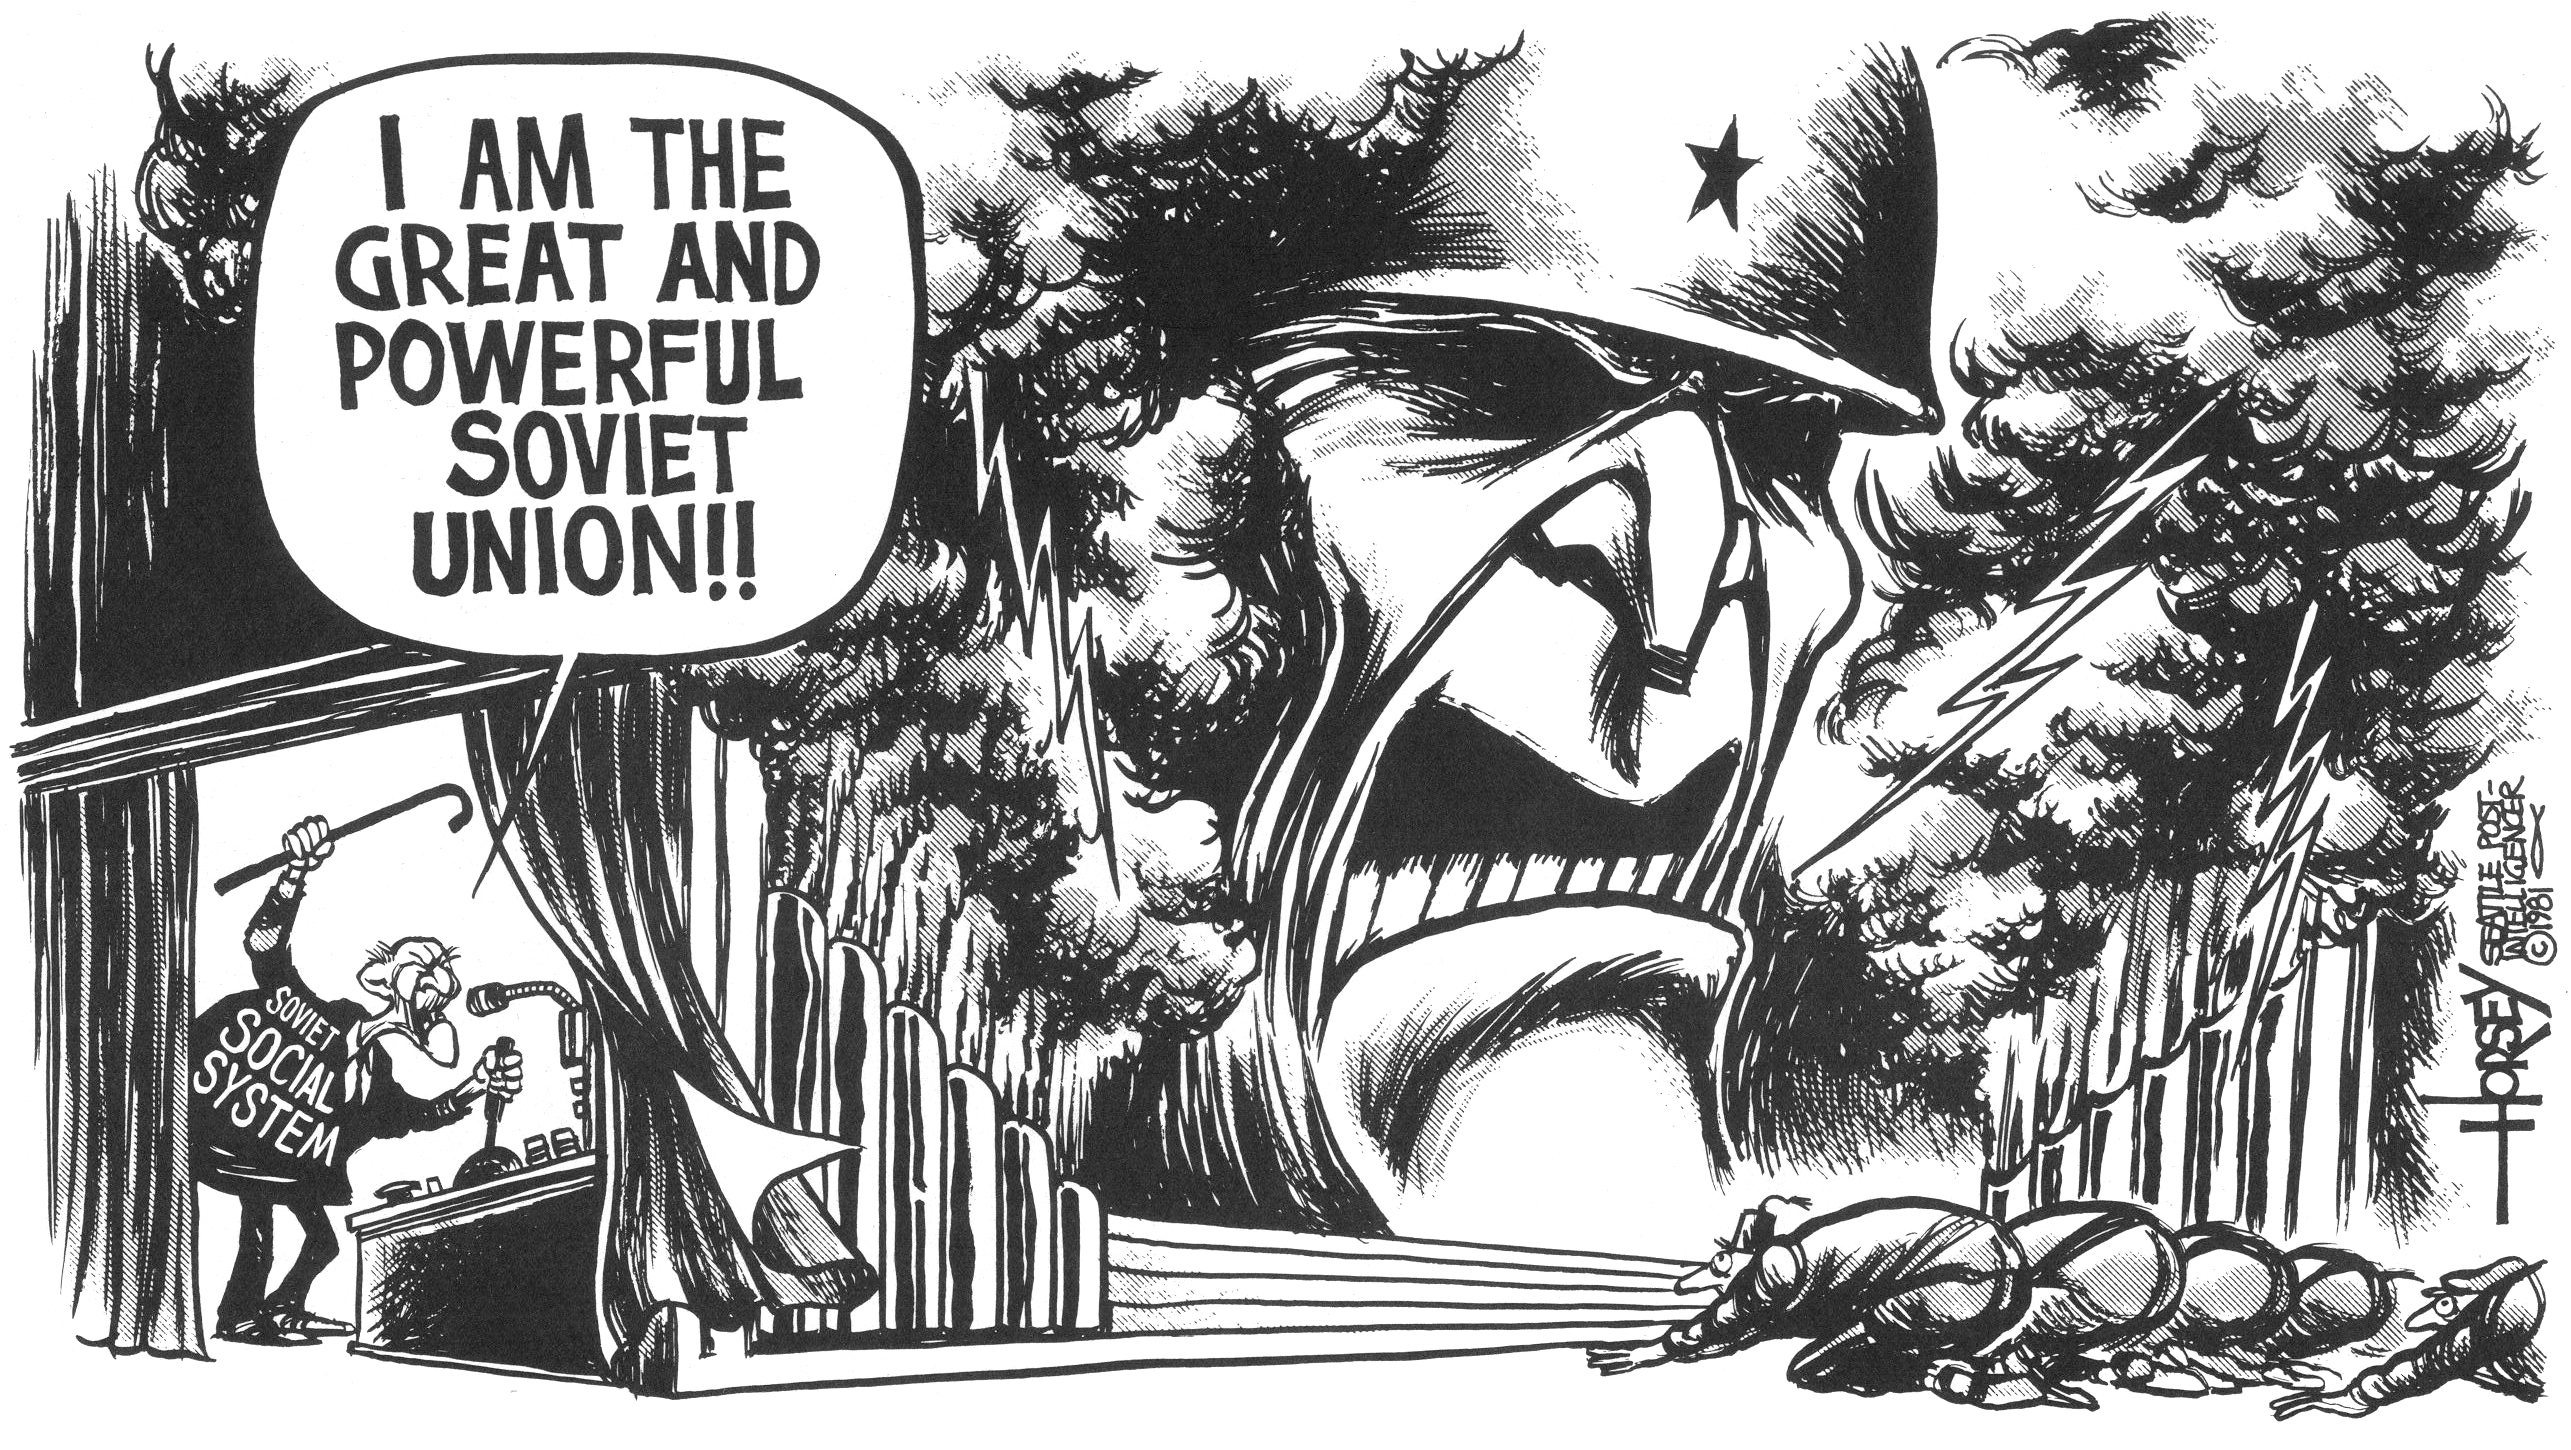 I AM THE
GREAT AND
POWERFUL
SOVIET
UNION!!
SOVIET
SOCIAL
SYSTEM
HORSEY
SEATTLE POST-
INTELLIGENCER
©1981